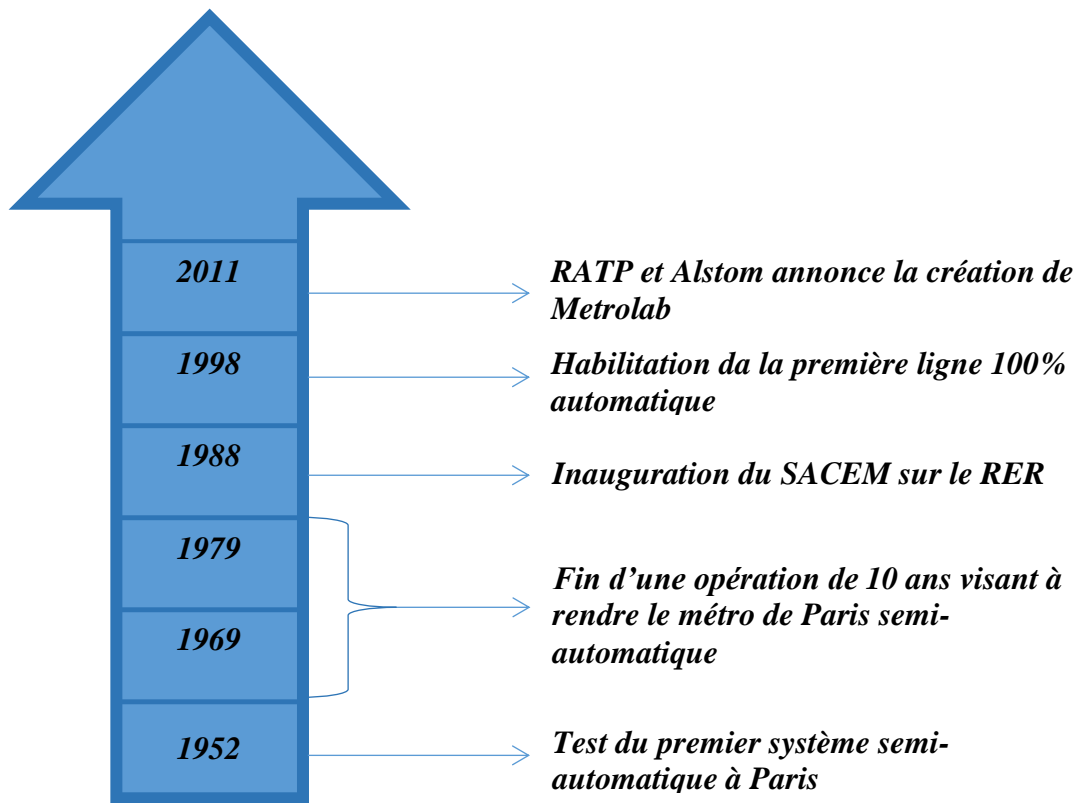 2011
RATP et Alstom annonce la création de
Metrolab
1998
Habilitation da la première ligne 100%
automatique
1988
Inauguration du SACEM sur le RER
1979
1969
Fin d’une opération de 10 ans visant à
rendre le métro de Paris semi-
automatique
1952
Test du premier système semi-
automatique à Paris